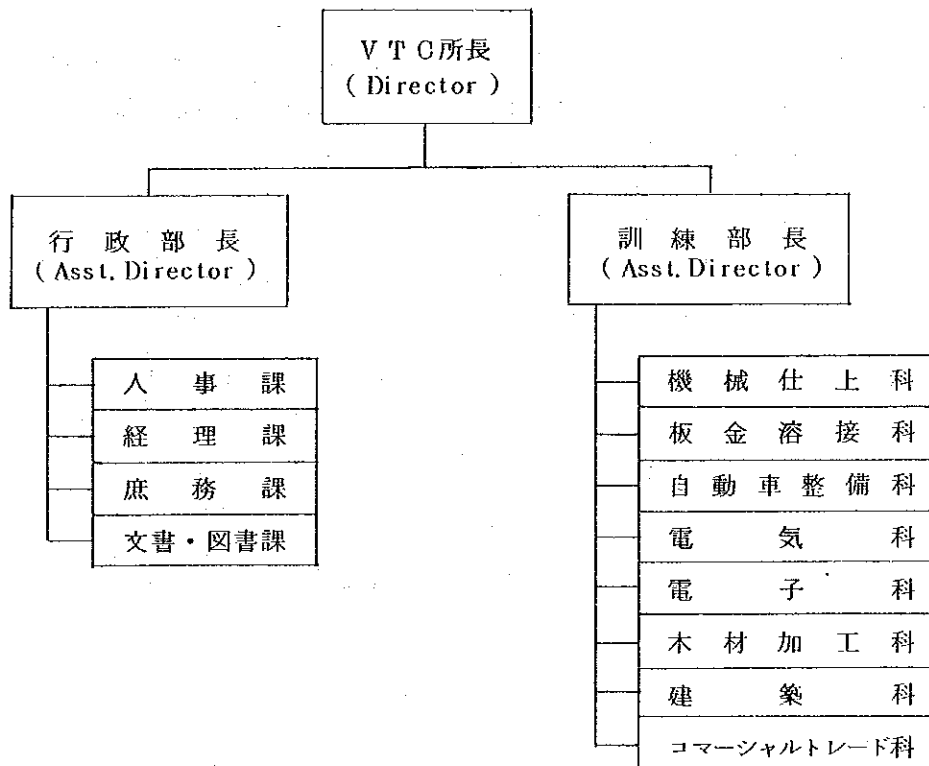 VTC所長
(Director)
行政部長
(Asst. Director)
訓練部長
(Asst. Director)
人事課
経理課
庶務課
文書・図書課
機械仕上科
板金溶接科
自動車整備科
電気科
電子科
木材加工科
建築科
コマーシャルトレード科